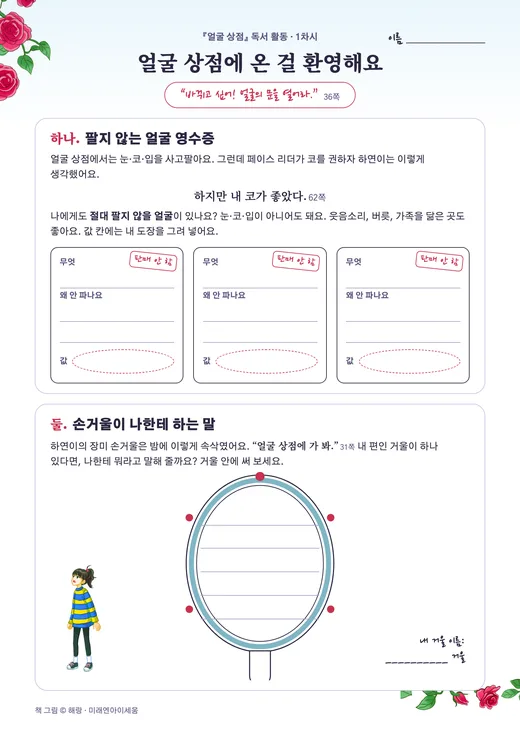 『얼굴 상점』 독서 활동 · 1차시
이름
얼굴 상점에 온 걸 환영해요
“바뀌고 싶어! 얼굴의 문을 열어라.” 36쪽
하나. 팔지 않는 얼굴 영수증
얼굴 상점에서는 눈·코·입을 사고팔아요. 그런데 페이스 리더가 코를 권하자 하연이는 이렇게
생각했어요.
하지만 내 코가 좋았다. 62쪽
나에게도 절대 팔지 않을 얼굴이 있나요? 눈·코·입이 아니어도 돼요. 웃음소리, 버릇, 가족을 닮은 곳도
좋아요. 값 칸에는 내 도장을 그려 넣어요.
무엇 판매 안 함
왜 안 파나요
값
무엇 판매 안 함
왜 안 파나요
값
무엇 판매 안 함
왜 안 파나요
값
둘. 손거울이 나한테 하는 말
하연이의 장미 손거울은 밤에 이렇게 속삭였어요. “얼굴 상점에 가 봐.” 31쪽 내 편인 거울이 하나
있다면, 나한테 뭐라고 말해 줄까요? 거울 안에 써 보세요.
내 거울 이름:
거울
책 그림 © 해랑 · 미래엔아이세움